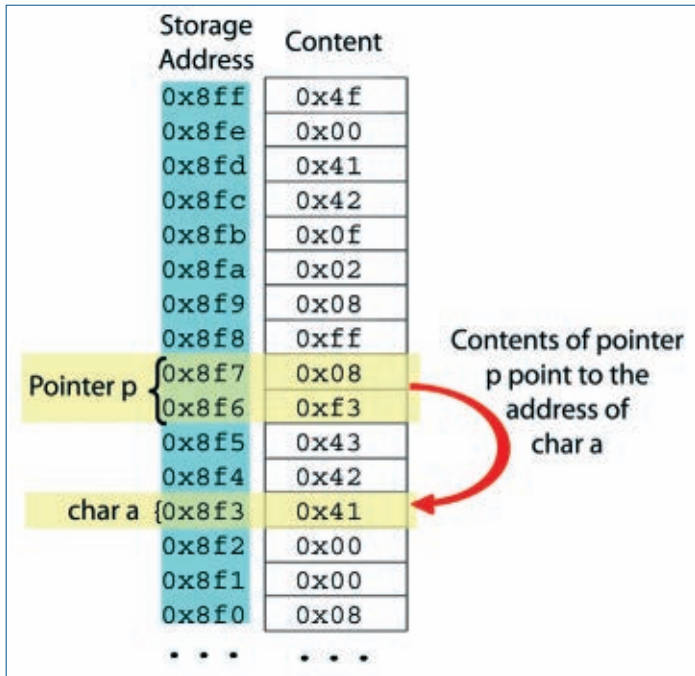 Storage
Address
Content
0x8ff 0x4f
0x8fe 0x00
0x8fd 0x41
0x8fc 0x42
0x8fb 0x0f
0x8fa 0x02
0x8f9 0x08
0x8f8 0xff
Pointer p { 0x8f7 0x08
0x8f6 0xf3
0x8f5 0x43
0x8f4 0x42
char a { 0x8f3 0x41
0x8f2 0x00
0x8f1 0x00
0x8f0 0x08
. . . . . .
Contents of pointer
p point to the
address of
char a